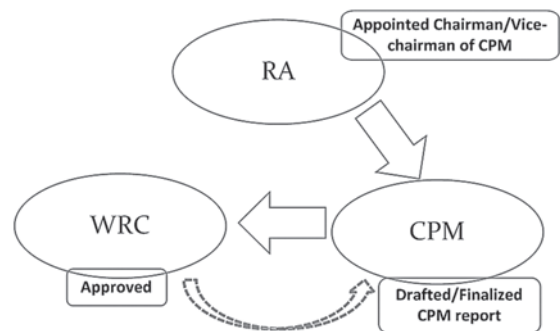 Appointed Chairman/Vice-
chairman of CPM
RA
WRC
CPM
Approved
Drafted/Finalized
CPM report